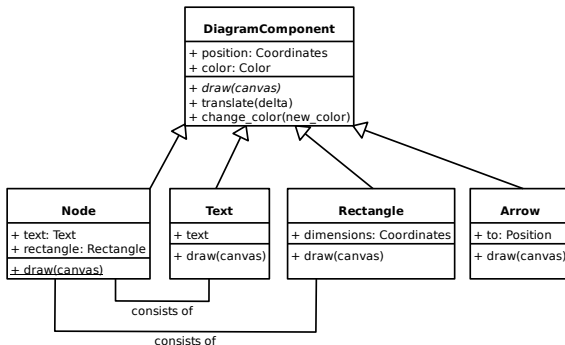 DiagramComponent
+ position: Coordinates
+ color: Color
+ draw(canvas)
+ translate(delta)
+ change_color(new_color)
Node
+ text: Text
+ rectangle: Rectangle
+ draw(canvas)
Text
+ text
+ draw(canvas)
Rectangle
+ dimensions: Coordinates
+ draw(canvas)
Arrow
+ to: Position
+ draw(canvas)
consists of
consists of